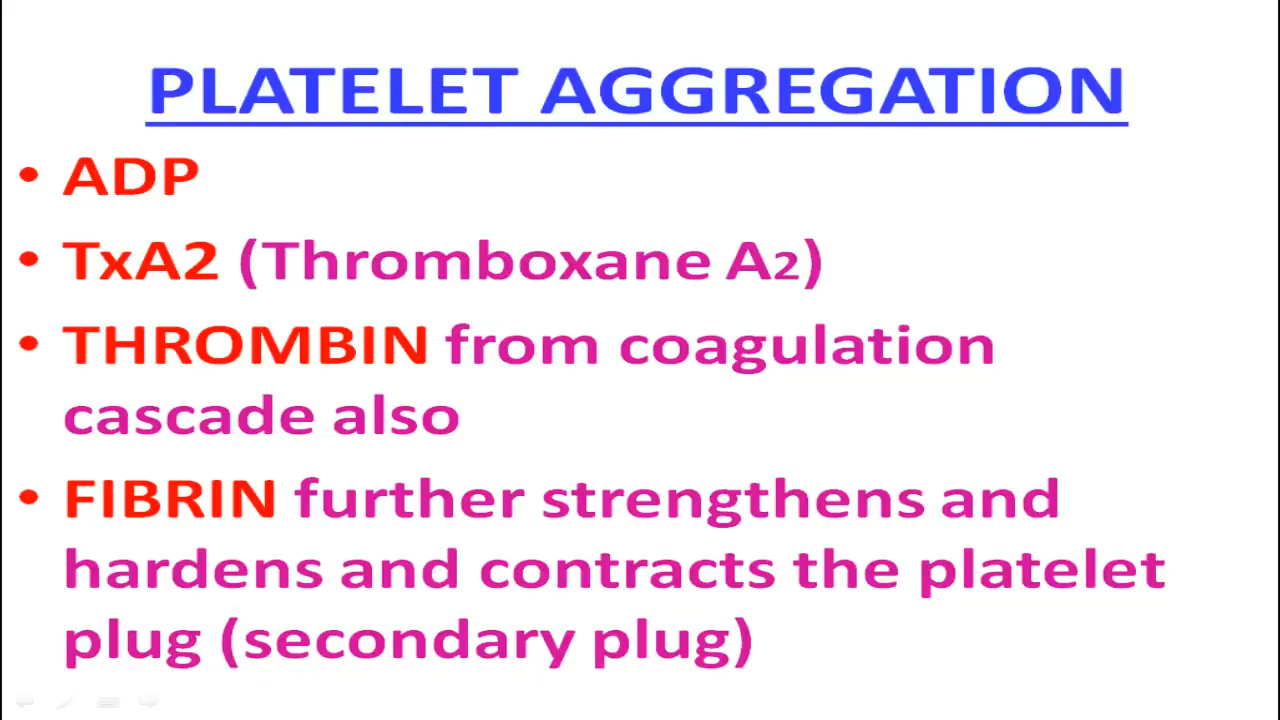 PLATELET AGGREGATION
• ADP
• TxA2 (Thromboxane A2)
• THROMBIN from coagulation
cascade also
• FIBRIN further strengthens and
hardens and contracts the platelet
plug (secondary plug)